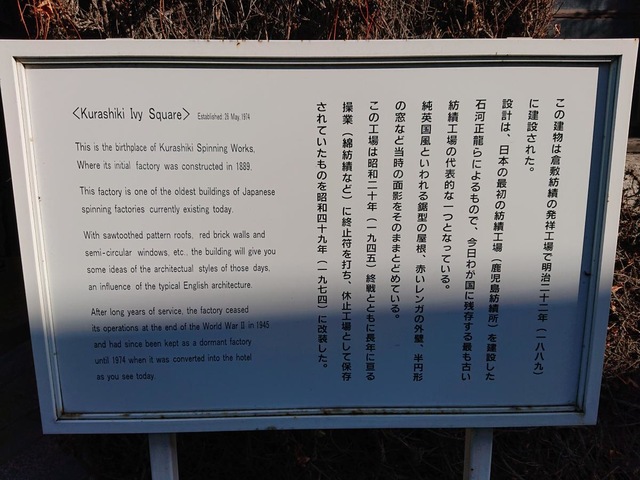 <Kurashiki Ivy Square> Established 26 May, 1974
This is the birthplace of Kurashiki Spinning Works,
Where its initial factory was constructed in 1889.
This factory is one of the oldest buildings of Japanese
spinning factories currently existing today.
With sawtoothed pattern roofs, red brick walls and
semi-circular windows, etc., the building will give you
some ideas of the architectual styles of those days,
an influence of the typical English architecture.
After long years of service, the factory ceased
its operations at the end of the World War II in 1945
and had since been kept as a dormant factory
until 1974 when it was converted into the hotel
as you see today.
この建物は倉敷紡績の発祥工場で明治二十二年（一八八九）
に建設された。
設計は、日本の最初の紡績工場（鹿児島紡績所）を建設した
石河正龍らによるもので、今日わが国に残存する最も古い
紡績工場の代表的な一つとなっている。
純英国風といわれる鋸型の屋根、赤いレンガの外壁、半円形
の窓など当時の面影をそのままとどめている。
この工場は昭和二十年（一九四五）終戦とともに長年に亘る
操業（綿紡績など）に終止符を打ち、休止工場として保存
されていたものを昭和四十九年（一九七四）に改装した。